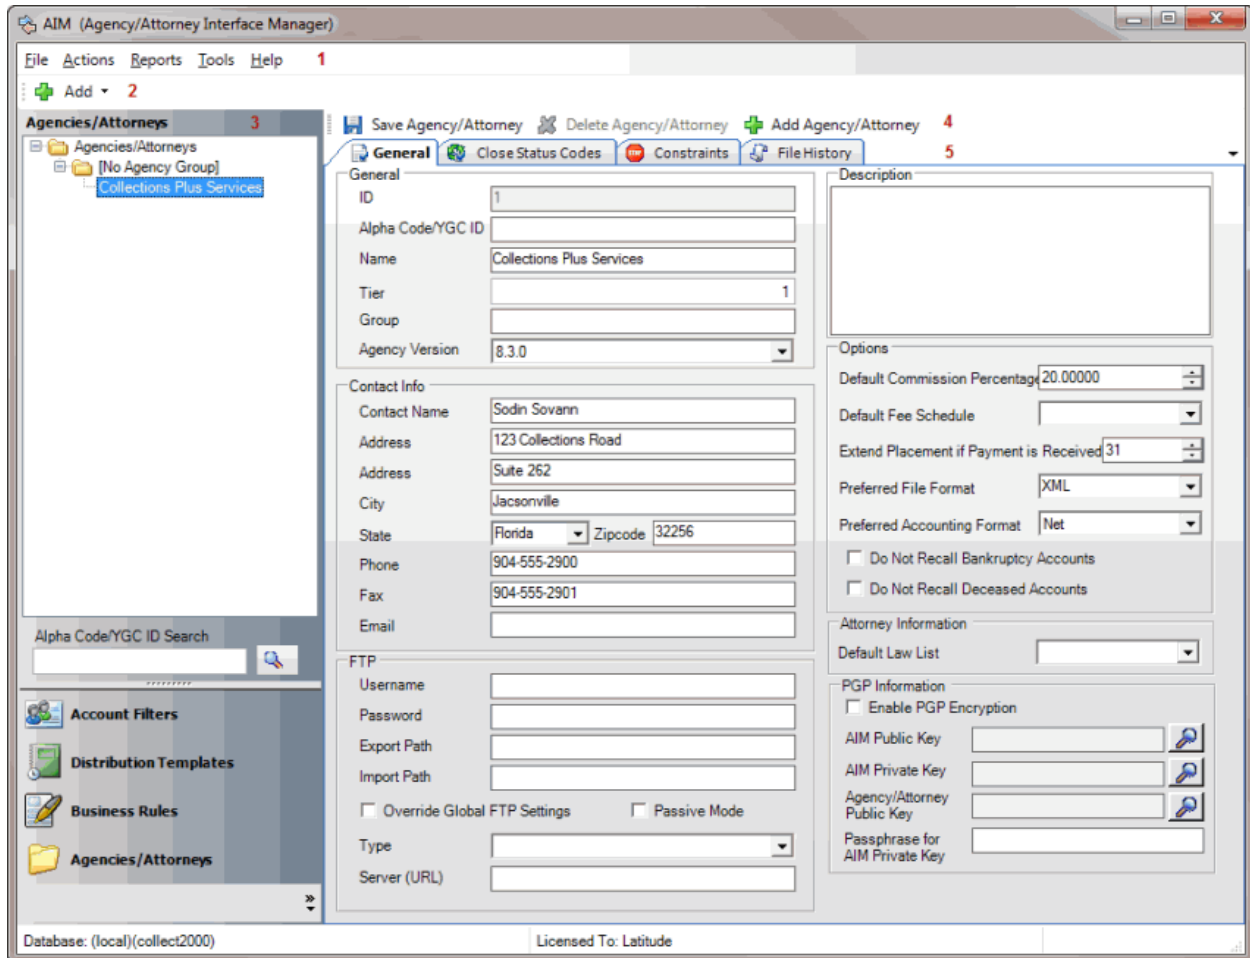 AIM (Agency/Attorney Interface Manager)
File Actions Reports Tools Help 1
Add 2
Agencies/Attorneys 3
Agencies/Attorneys
[No Agency Group]
Collections Plus Services
Alpha Code/YGC ID Search
Account Filters
Distribution Templates
Business Rules
Agencies/Attorneys
Save Agency/Attorney Delete Agency/Attorney Add Agency/Attorney 4
General Close Status Codes Constraints File History 5
General
ID 1
Alpha Code/YGC ID
Name Collections Plus Services
Tier 1
Group
Agency Version 8.3.0
Contact Info
Contact Name Sodin Sovann
Address 123 Collections Road
Address Suite 262
City Jacsonville
State Florida Zipcode 32256
Phone 904-555-2900
Fax 904-555-2901
Email
FTP
Username
Password
Export Path
Import Path
Override Global FTP Settings Passive Mode
Type
Server (URL)
Description
Options
Default Commission Percentage 20.00000
Default Fee Schedule
Extend Placement if Payment is Received 31
Preferred File Format XML
Preferred Accounting Format Net
Do Not Recall Bankruptcy Accounts
Do Not Recall Deceased Accounts
Attorney Information
Default Law List
PGP Information
Enable PGP Encryption
AIM Public Key
AIM Private Key
Agency/Attorney
Public Key
Passphrase for
AIM Private Key
Database: (local)(collect2000) Licensed To: Latitude